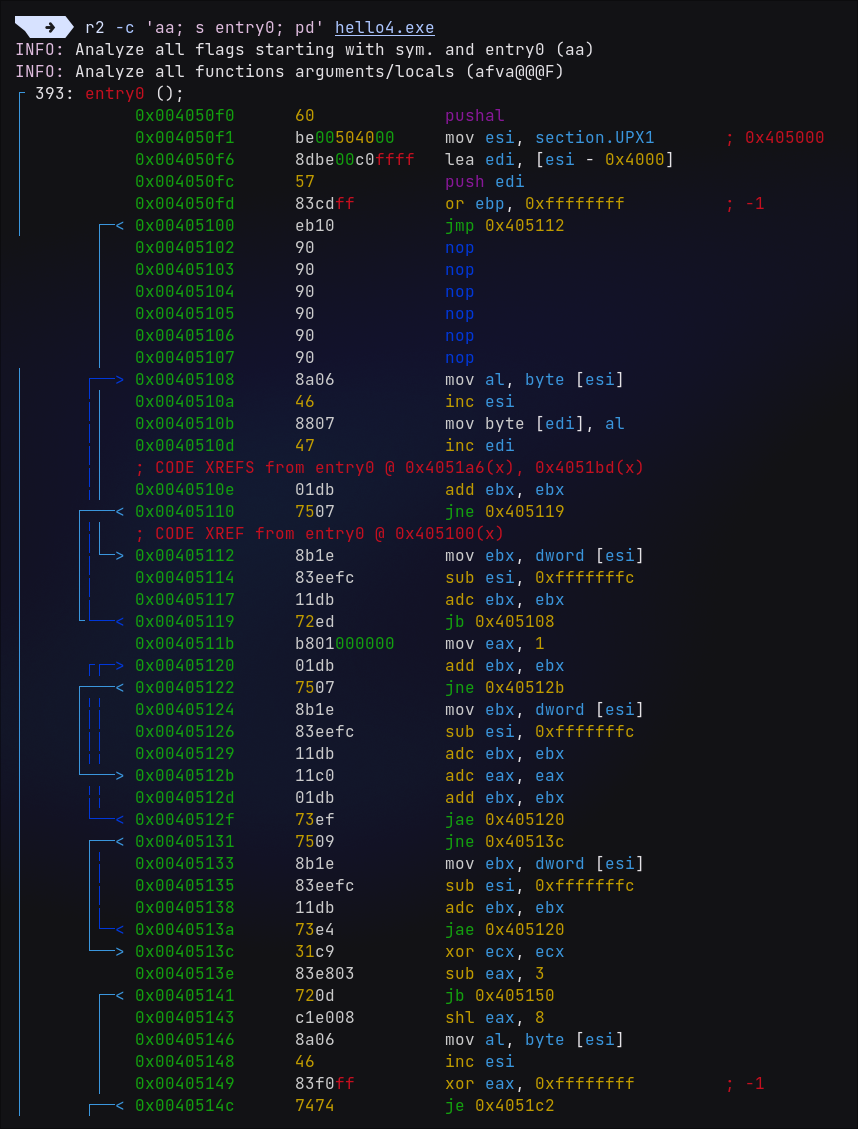 ➜ r2 -c 'aa; s entry0; pd' hello4.exe
INFO: Analyze all flags starting with sym. and entry0 (aa)
INFO: Analyze all functions arguments/locals (afva@@@F)
393: entry0 ();
0x004050f0 60 pushal
0x004050f1 be00504000 mov esi, section.UPX1 ; 0x405000
0x004050f6 8dbe00c0ffff lea edi, [esi - 0x4000]
0x004050fc 57 push edi
0x004050fd 83cdff or ebp, 0xffffffff ; -1
< 0x00405100 eb10 jmp 0x405112
0x00405102 90 nop
0x00405103 90 nop
0x00405104 90 nop
0x00405105 90 nop
0x00405106 90 nop
0x00405107 90 nop
> 0x00405108 8a06 mov al, byte [esi]
0x0040510a 46 inc esi
0x0040510b 8807 mov byte [edi], al
0x0040510d 47 inc edi
; CODE XREFS from entry0 @ 0x4051a6(x), 0x4051bd(x)
0x0040510e 01db add ebx, ebx
< 0x00405110 7507 jne 0x405119
; CODE XREF from entry0 @ 0x405100(x)
> 0x00405112 8b1e mov ebx, dword [esi]
0x00405114 83eefc sub esi, 0xfffffffc
0x00405117 11db adc ebx, ebx
< 0x00405119 72ed jb 0x405108
0x0040511b b801000000 mov eax, 1
> 0x00405120 01db add ebx, ebx
< 0x00405122 7507 jne 0x40512b
0x00405124 8b1e mov ebx, dword [esi]
0x00405126 83eefc sub esi, 0xfffffffc
0x00405129 11db adc ebx, ebx
> 0x0040512b 11c0 adc eax, eax
0x0040512d 01db add ebx, ebx
< 0x0040512f 73ef jae 0x405120
< 0x00405131 7509 jne 0x40513c
0x00405133 8b1e mov ebx, dword [esi]
0x00405135 83eefc sub esi, 0xfffffffc
0x00405138 11db adc ebx, ebx
< 0x0040513a 73e4 jae 0x405120
> 0x0040513c 31c9 xor ecx, ecx
0x0040513e 83e803 sub eax, 3
< 0x00405141 720d jb 0x405150
0x00405143 c1e008 shl eax, 8
0x00405146 8a06 mov al, byte [esi]
0x00405148 46 inc esi
0x00405149 83f0ff xor eax, 0xffffffff ; -1
< 0x0040514c 7474 je 0x4051c2